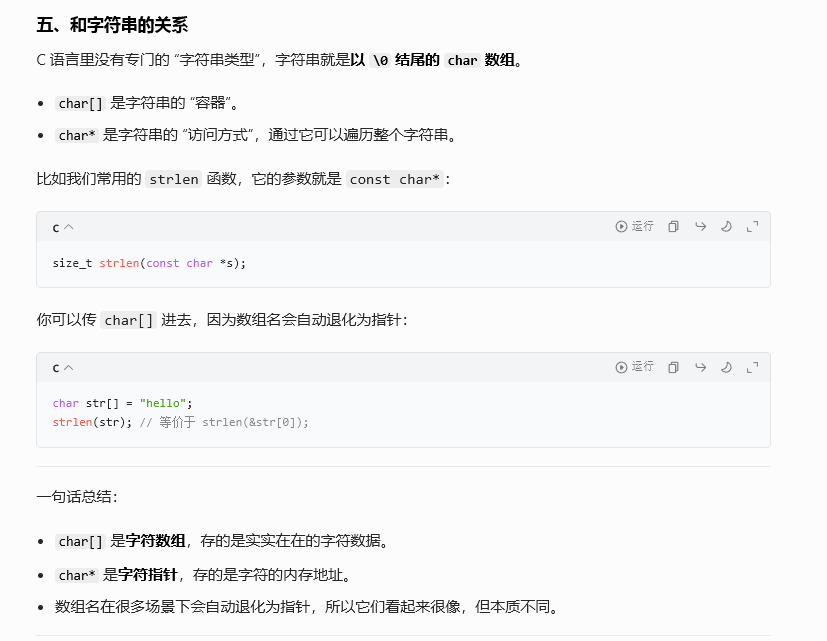 五、和字符串的关系
C 语言里没有专门的 “字符串类型”，字符串就是以 \0 结尾的 char 数组。
char[] 是字符串的 “容器”。
char* 是字符串的 “访问方式”，通过它可以遍历整个字符串。
比如我们常用的 strlen 函数，它的参数就是 const char*：
C 运行
size_t strlen(const char *s);
你可以传 char[] 进去，因为数组名会自动退化为指针：
C 运行
char str[] = "hello";
strlen(str); // 等价于 strlen(&str[0]);
一句话总结：
char[] 是字符数组，存的是实实在在的字符数据。
char* 是字符指针，存的是字符的内存地址。
数组名在很多场景下会自动退化为指针，所以它们看起来很像，但本质不同。